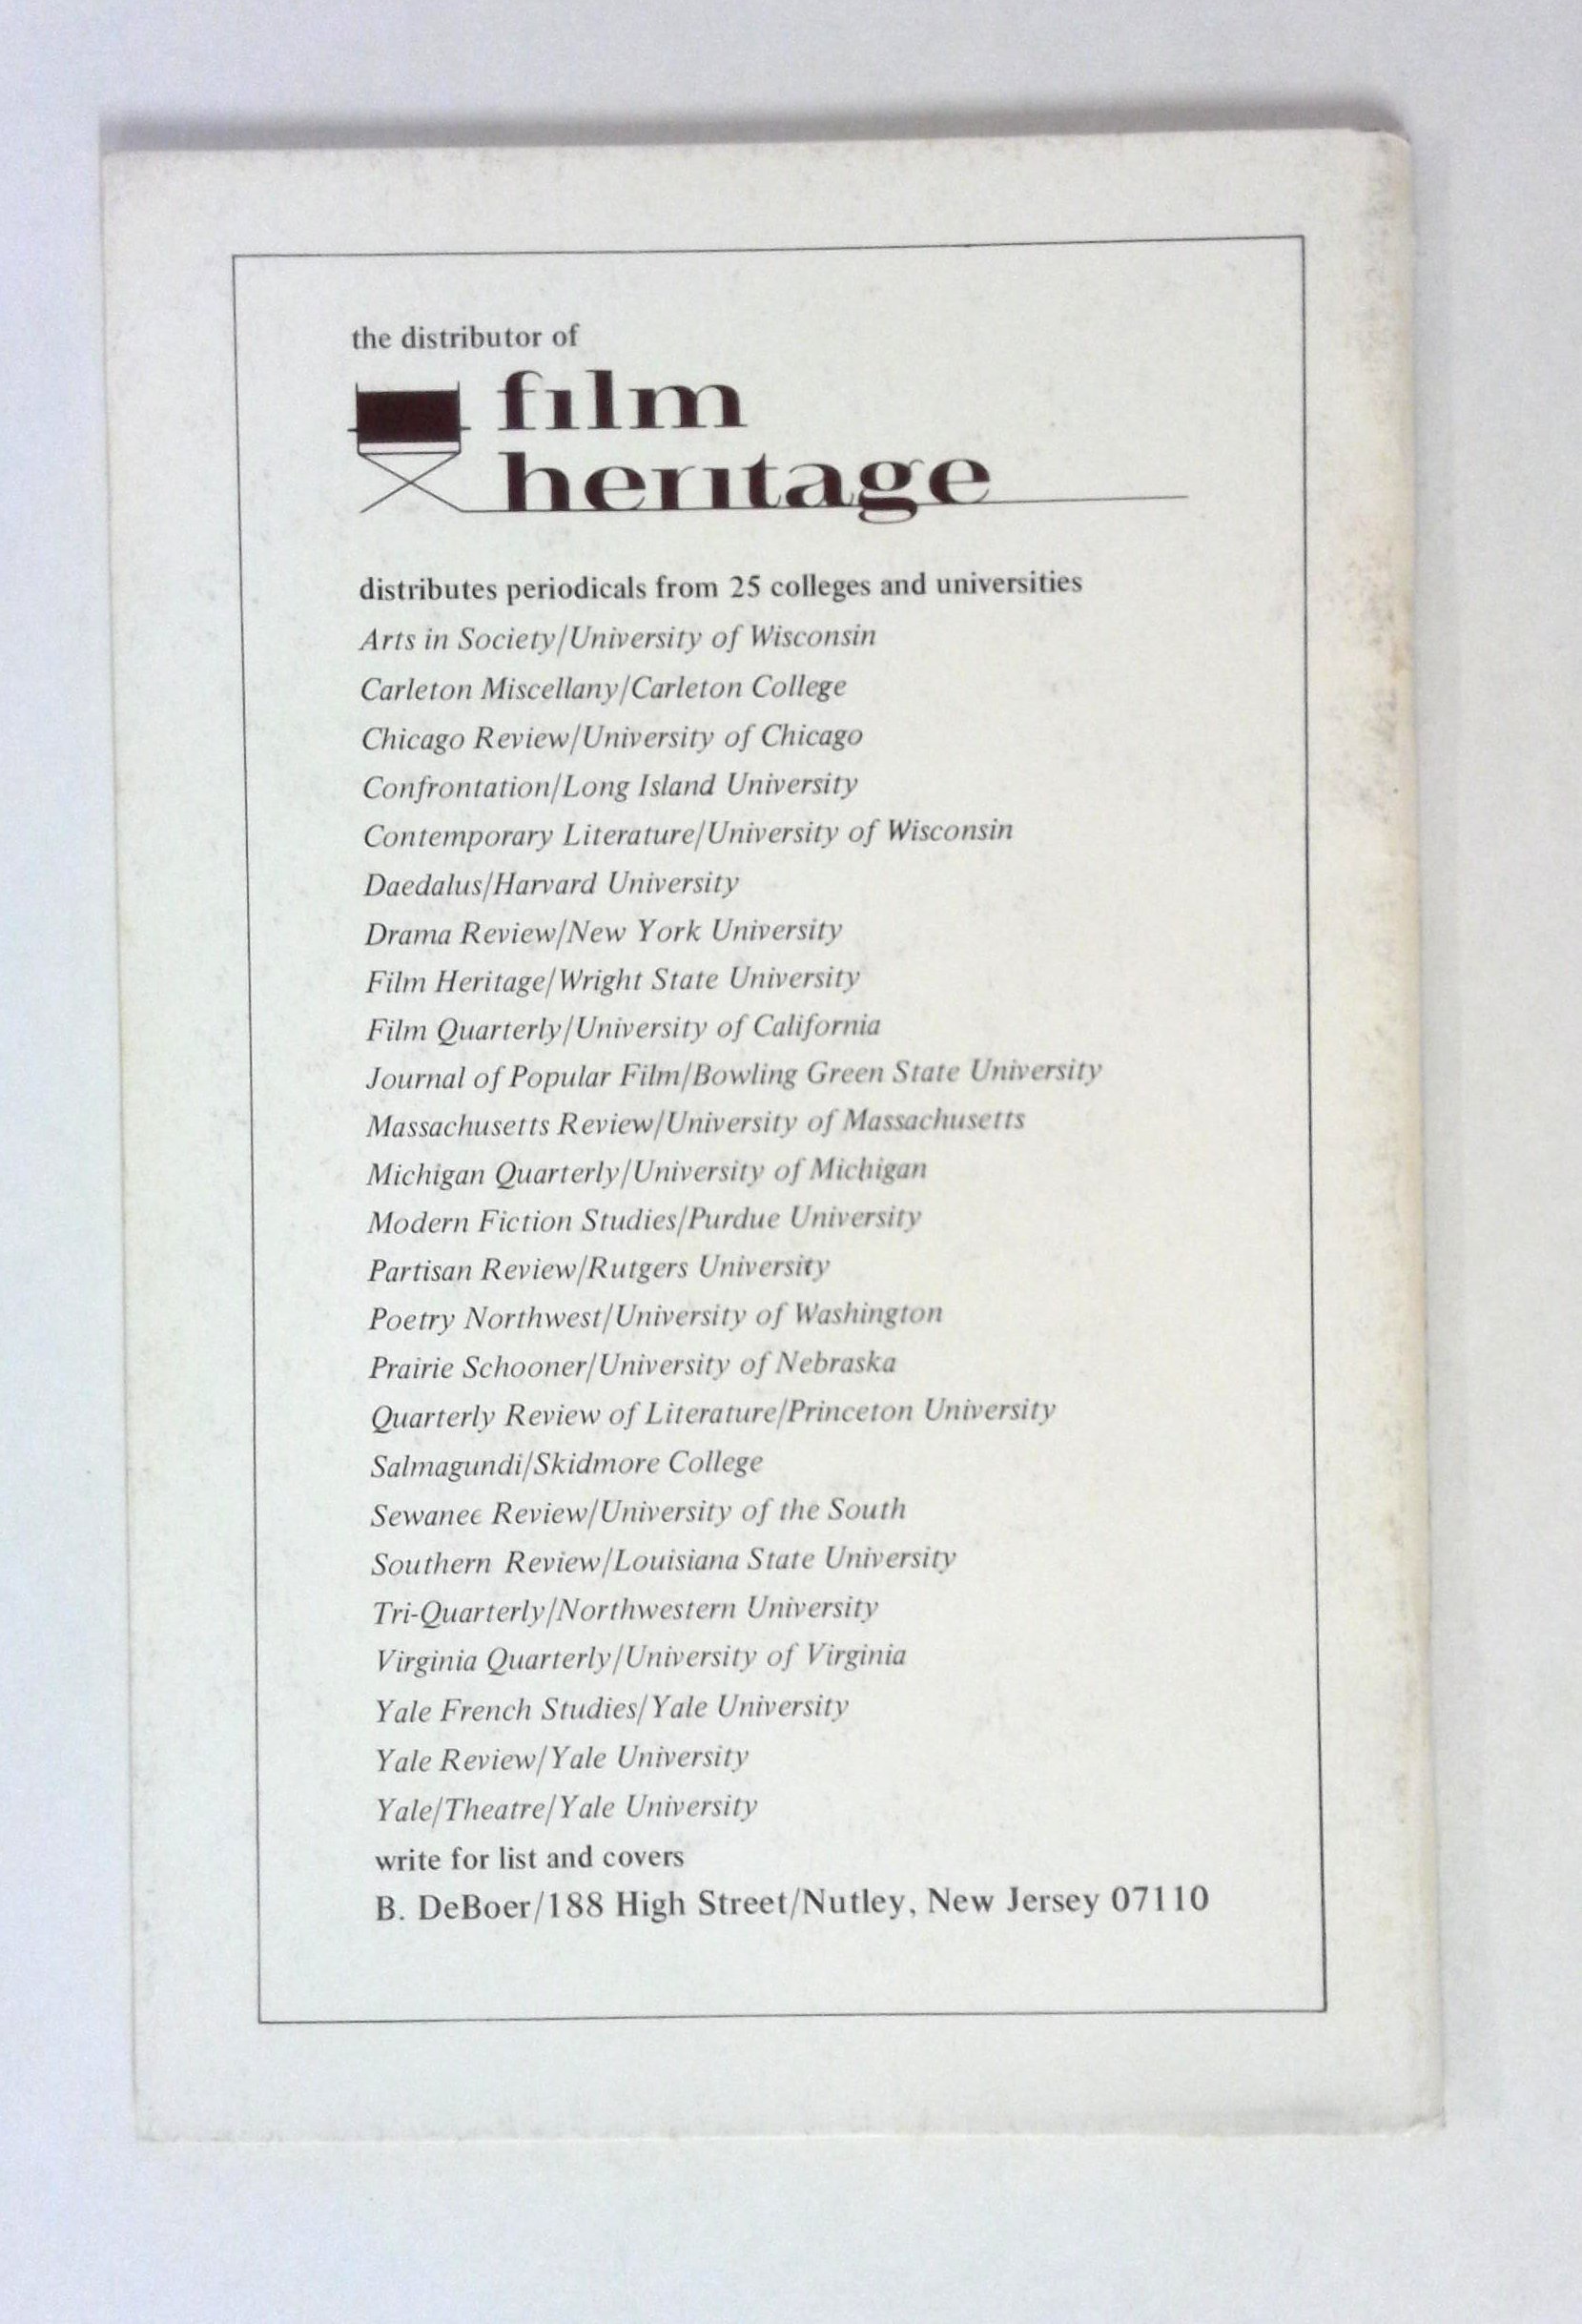 the distributor of
film
heritage
distributes periodicals from 25 colleges and universities
Arts in Society/University of Wisconsin
Carleton Miscellany/Carleton College
Chicago Review/University of Chicago
Confrontation/Long Island University
Contemporary Literature/University of Wisconsin
Daedalus/Harvard University
Drama Review/New York University
Film Heritage/Wright State University
Film Quarterly/University of California
Journal of Popular Film/Bowling Green State University
Massachusetts Review/University of Massachusetts
Michigan Quarterly/University of Michigan
Modern Fiction Studies/Purdue University
Partisan Review/Rutgers University
Poetry Northwest/University of Washington
Prairie Schooner/University of Nebraska
Quarterly Review of Literature/Princeton University
Salmagundi/Skidmore College
Sewanee Review/University of the South
Southern Review/Louisiana State University
Tri-Quarterly/Northwestern University
Virginia Quarterly/University of Virginia
Yale French Studies/Yale University
Yale Review/Yale University
Yale/Theatre/Yale University
write for list and covers
B. DeBoer/188 High Street/Nutley, New Jersey 07110